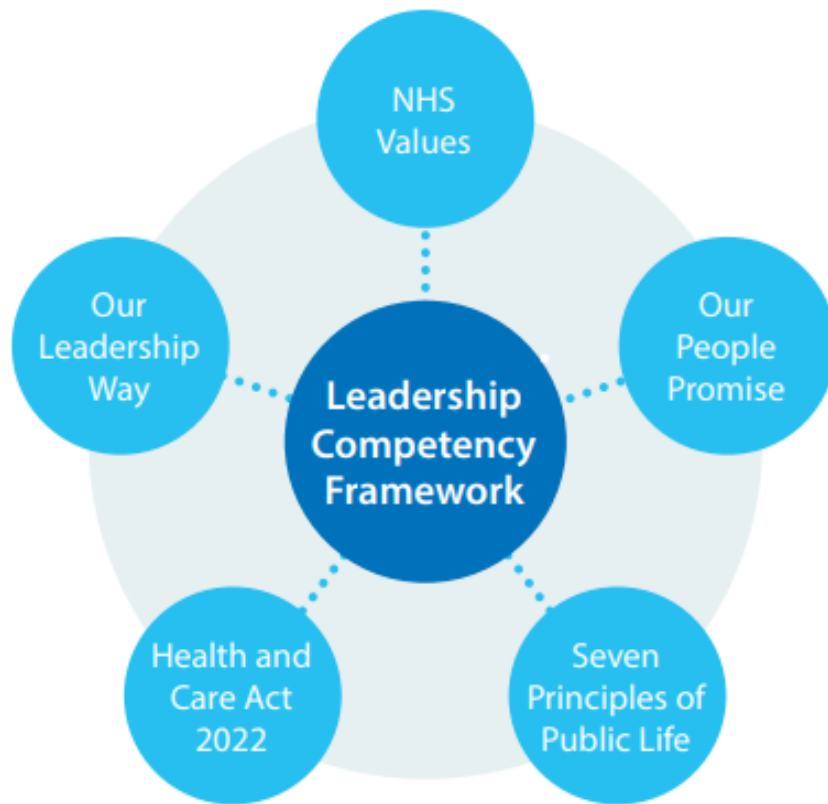 NHS
Values
Our
Leadership
Way
Our
People
Promise
Leadership
Competency
Framework
Health and
Care Act
2022
Seven
Principles of
Public Life